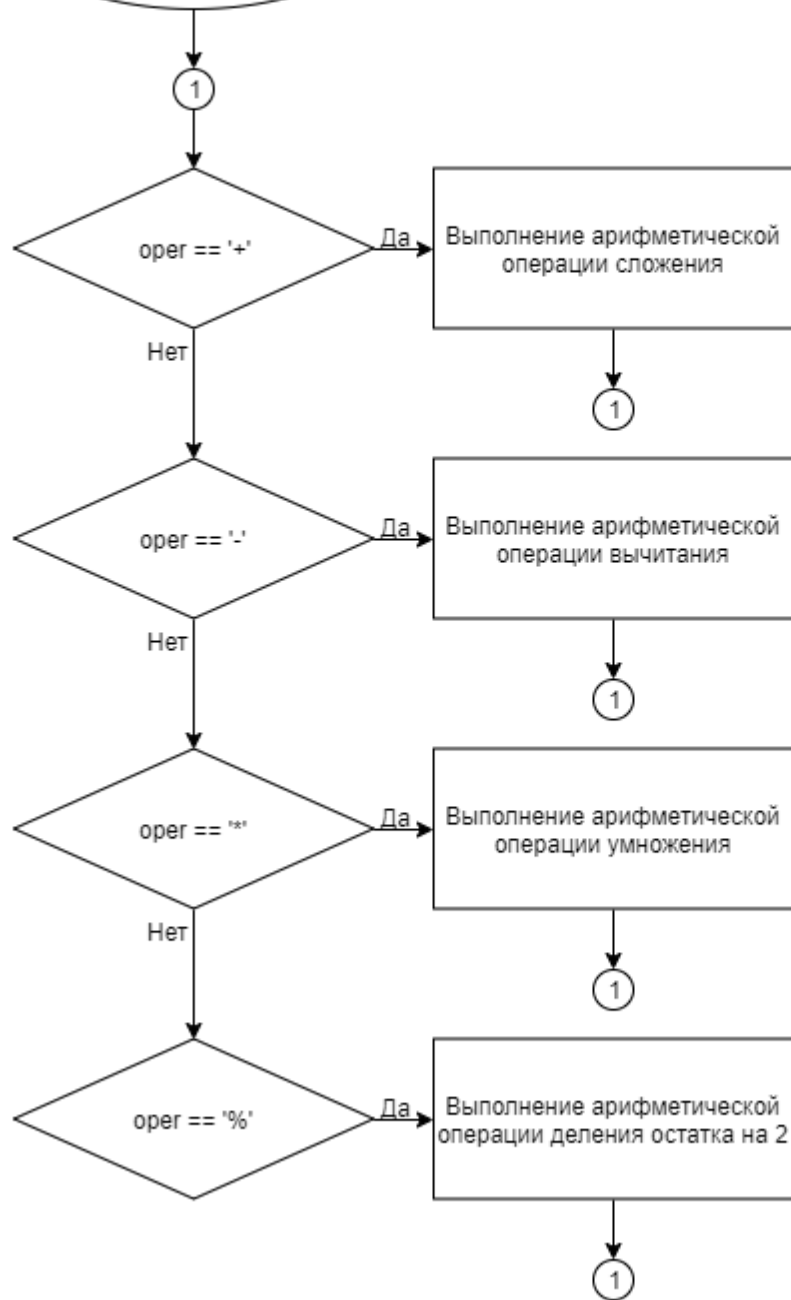 1
oper == '+'
Да
Выполнение арифметической
операции сложения
Нет
1
oper == '-'
Да
Выполнение арифметической
операции вычитания
Нет
1
oper == '*'
Да
Выполнение арифметической
операции умножения
Нет
1
oper == '%'
Да
Выполнение арифметической
операции деления остатка на 2
1